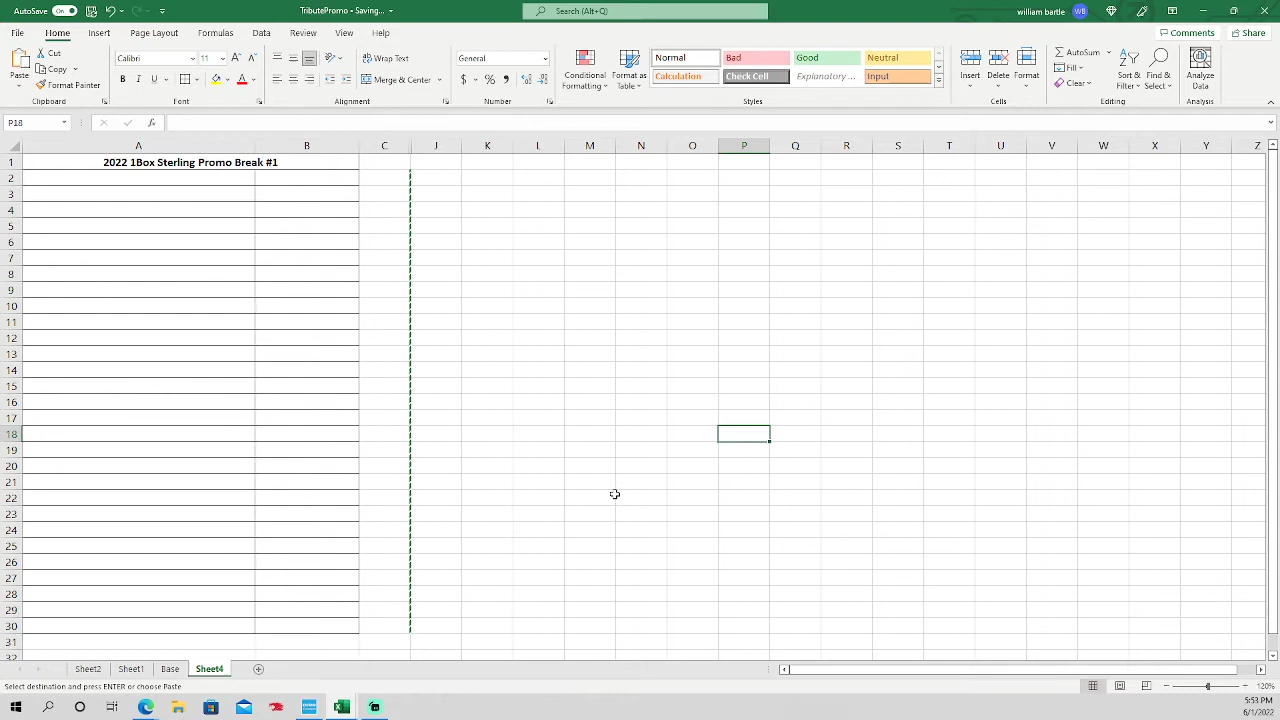 AutoSave On TributePromo - Saving... Search (Alt+Q) william bartle WB
File Home Insert Page Layout Formulas Data Review View Help Comments Share
Paste Cut Copy Format Painter Clipboard
Calibri 11 B I U A Font
Wrap Text Merge & Center Alignment
General $ % , Number
Conditional Formatting Format as Table
Normal Bad Good Neutral
Calculation Check Cell Explanatory ... Input
Styles
Insert Delete Format Cells
AutoSum Fill Clear Sort & Filter Find & Select Editing
Analyze Data Analysis
P18 fx
A B C J K L M N O P Q R S T U V W X Y Z
1 2022 1Box Sterling Promo Break #1
2
3
4
5
6
7
8
9
10
11
12
13
14
15
16
17
18
19
20
21
22
23
24
25
26
27
28
29
30
31
32
Sheet2 Sheet1 Base Sheet4
Select destination and press ENTER or choose Paste 120%
5:53 PM
6/1/2022